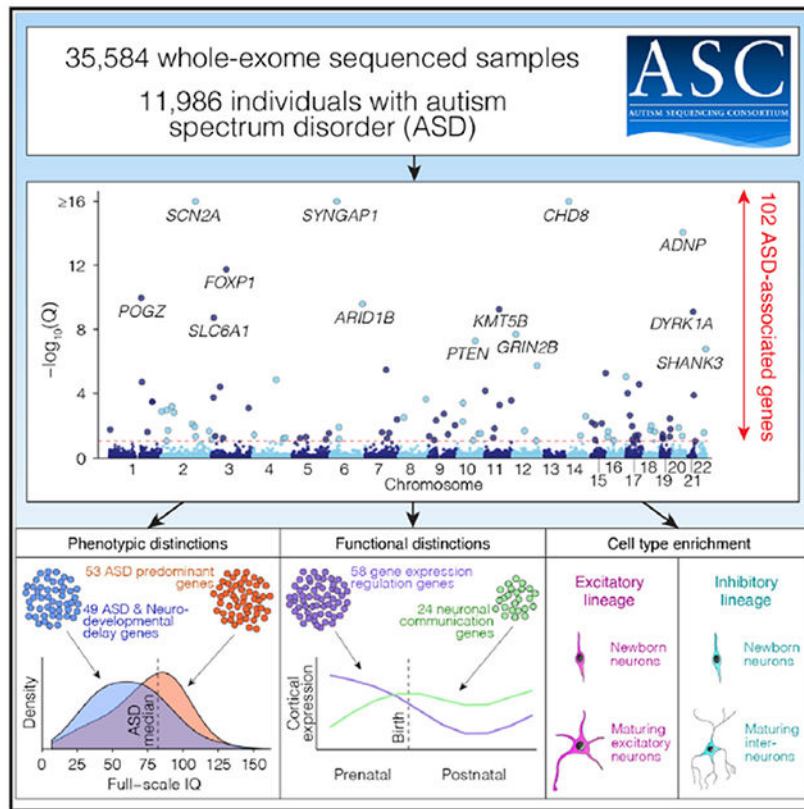 35,584 whole-exome sequenced samples
11,986 individuals with autism
spectrum disorder (ASD)
ASC
AUTISM SEQUENCING CONSORTIUM
≥16
12
8
4
0
−log10(Q)
SCN2A
SYNGAP1
CHD8
ADNP
FOXP1
POGZ
SLC6A1
ARID1B
KMT5B
PTEN
GRIN2B
DYRK1A
SHANK3
102 ASD-associated genes
1 2 3 4 5 6 7 8 9 10 11 12 13 14 15 16 17 18 19 20 21 22
Chromosome
Phenotypic distinctions
53 ASD predominant
genes
49 ASD & Neuro-
developmental
delay genes
Density
ASD
median
0 25 50 75 100 125 150
Full-scale IQ
Functional distinctions
58 gene expression
regulation genes
24 neuronal
communication
genes
Cortical
expression
Birth
Prenatal
Postnatal
Cell type enrichment
Excitatory
lineage
Inhibitory
lineage
Newborn
neurons
Newborn
neurons
Maturing
excitatory
neurons
Maturing
inter-
neurons